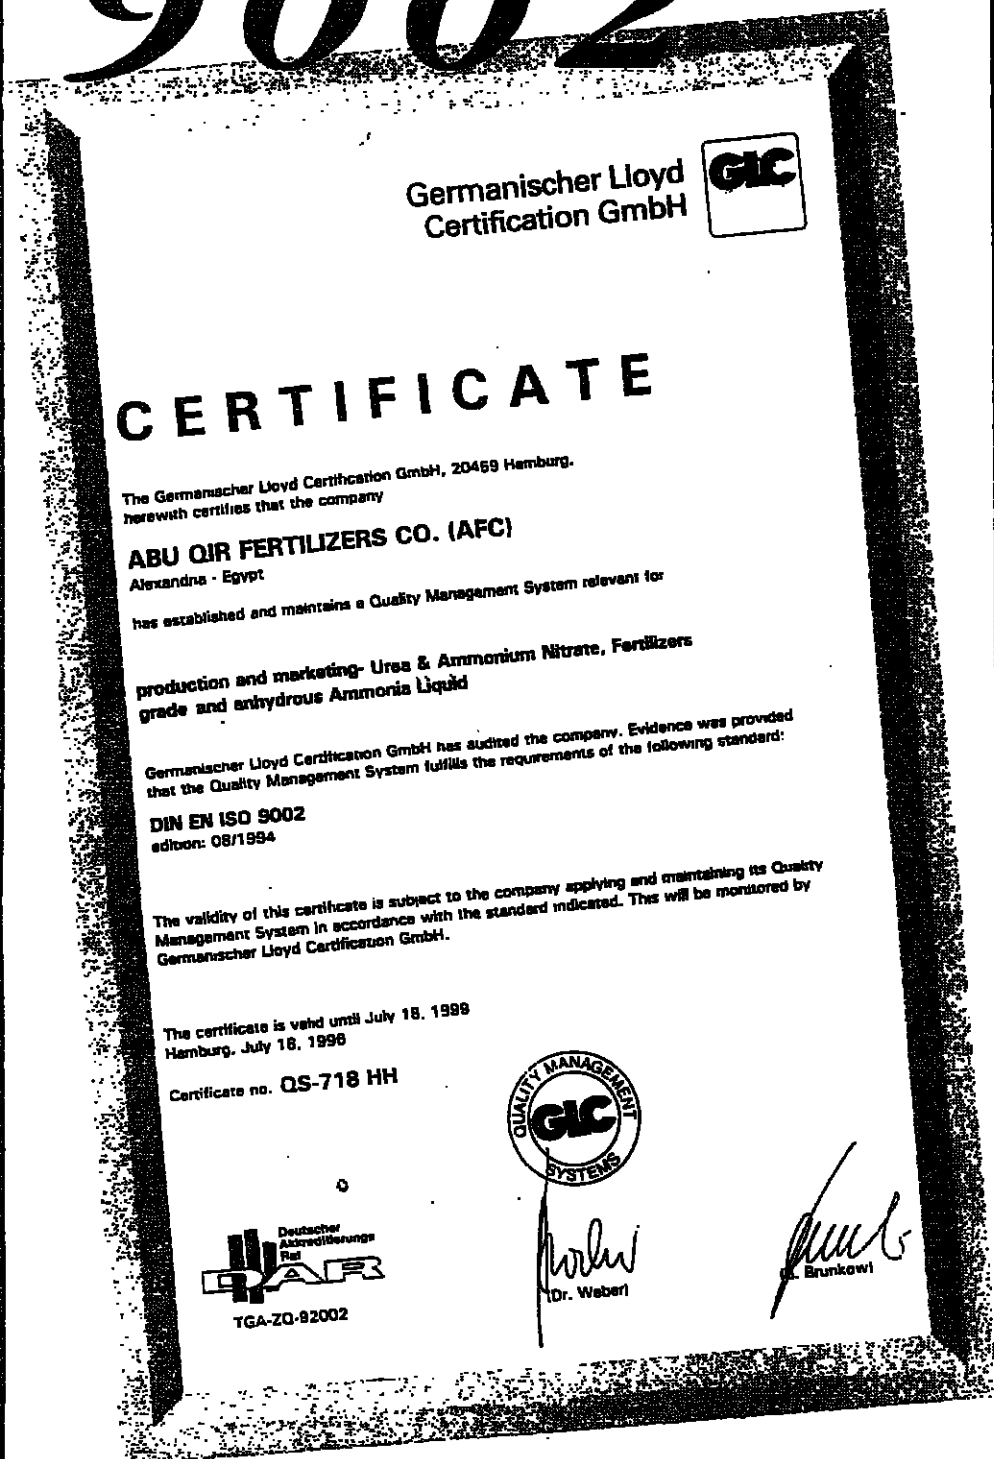 9002
Germanischer Lloyd
Certification GmbH
GLC
CERTIFICATE
The Germanischer Lloyd Certification GmbH, 20459 Hamburg,
herewith certifies that the company
ABU QIR FERTILIZERS CO. (AFC)
Alexandria - Egypt
has established and maintains a Quality Management System relevant for
production and marketing- Urea & Ammonium Nitrate, Fertilizers
grade and anhydrous Ammonia Liquid
Germanischer Lloyd Certification GmbH has audited the company. Evidence was provided
that the Quality Management System fulfills the requirements of the following standard:
DIN EN ISO 9002
edition: 08/1994
The validity of this certificate is subject to the company applying and maintaining its Quality
Management System in accordance with the standard indicated. This will be monitored by
Germanischer Lloyd Certification GmbH.
The certificate is valid until July 18, 1999
Hamburg, July 18, 1996
Certificate no. QS-718 HH
QUALITY MANAGEMENT
GLC
SYSTEMS
Deutscher
Akkreditierungs
Rat
DAR
TGA-ZQ-92002
(Dr. Weber)
Brunkow)